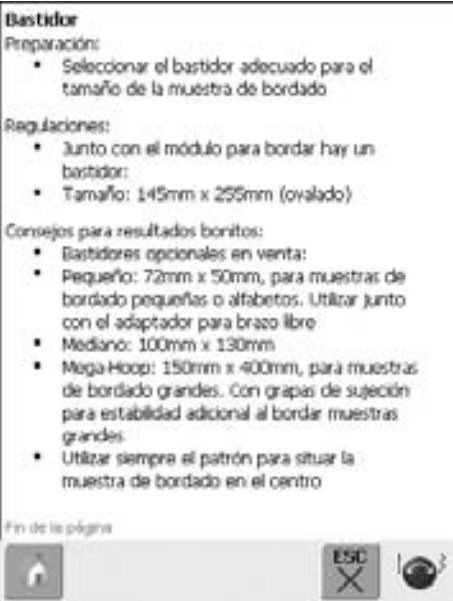 Bastidor
Preparación:
• Seleccionar el bastidor adecuado para el
tamaño de la muestra de bordado
Regulaciones:
• Junto con el módulo para bordar hay un
bastidor:
• Tamaño: 145mm x 255mm (ovalado)
Consejos para resultados bonitos:
• Bastidores opcionales en venta:
• Pequeño: 72mm x 50mm, para muestras de
bordado pequeñas o alfabetos. Utilizar junto
con el adaptador para brazo libre
• Mediano: 100mm x 130mm
• Mega-Hoop: 150mm x 400mm, para muestras
de bordado grandes. Con grapas de sujeción
para estabilidad adicional al bordar muestras
grandes
• Utilizar siempre el patrón para situar la
muestra de bordado en el centro
Fin de la página
ESC